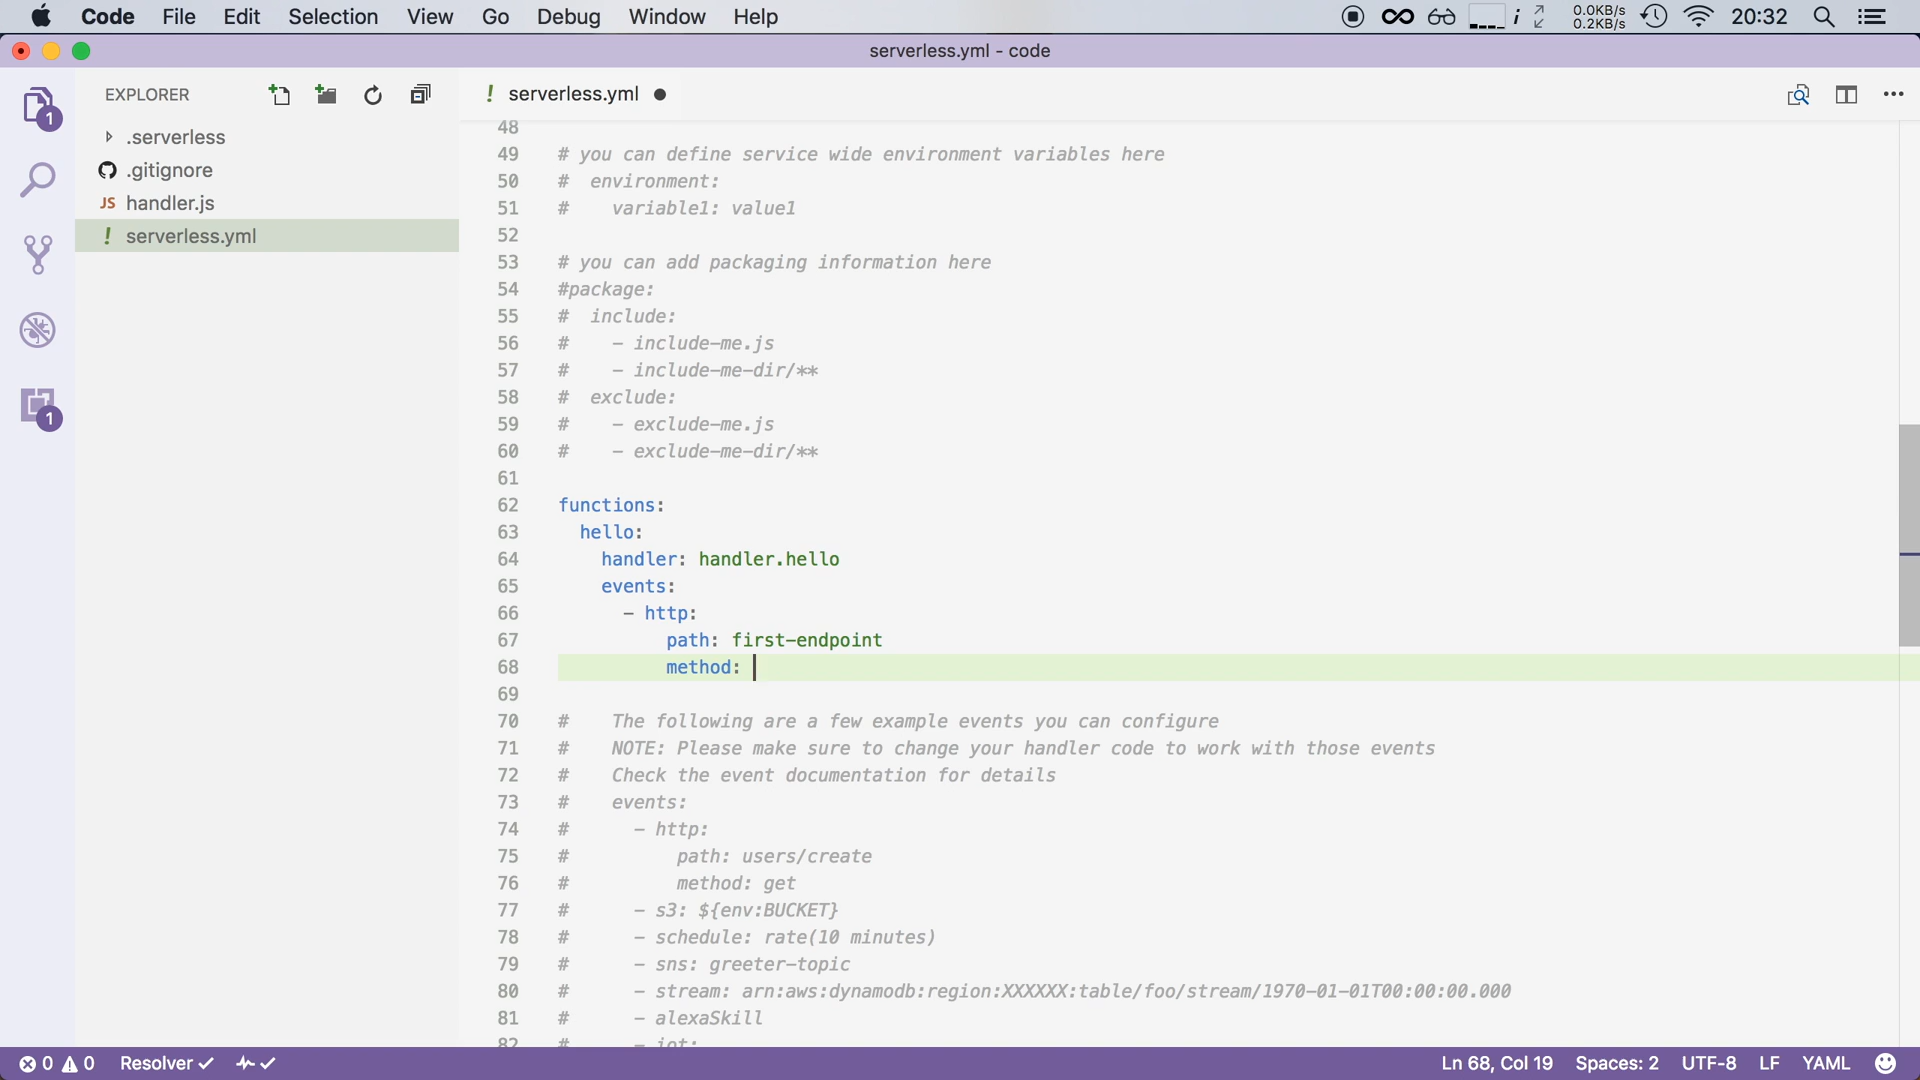 Code File Edit Selection View Go Debug Window Help
0.0KB/s
0.2KB/s
20:32
serverless.yml - code
EXPLORER
! serverless.yml
1
.serverless
.gitignore
JS handler.js
! serverless.yml
1
48
49 # you can define service wide environment variables here
50 # environment:
51 # variable1: value1
52
53 # you can add packaging information here
54 #package:
55 # include:
56 # - include-me.js
57 # - include-me-dir/**
58 # exclude:
59 # - exclude-me.js
60 # - exclude-me-dir/**
61
62 functions:
63 hello:
64 handler: handler.hello
65 events:
66 - http:
67 path: first-endpoint
68 method:
69
70 # The following are a few example events you can configure
71 # NOTE: Please make sure to change your handler code to work with those events
72 # Check the event documentation for details
73 # events:
74 # - http:
75 # path: users/create
76 # method: get
77 # - s3: ${env:BUCKET}
78 # - schedule: rate(10 minutes)
79 # - sns: greeter-topic
80 # - stream: arn:aws:dynamodb:region:XXXXXX:table/foo/stream/1970-01-01T00:00:00.000
81 # - alexaSkill
82 # - iot:
0 0 Resolver Ln 68, Col 19 Spaces: 2 UTF-8 LF YAML